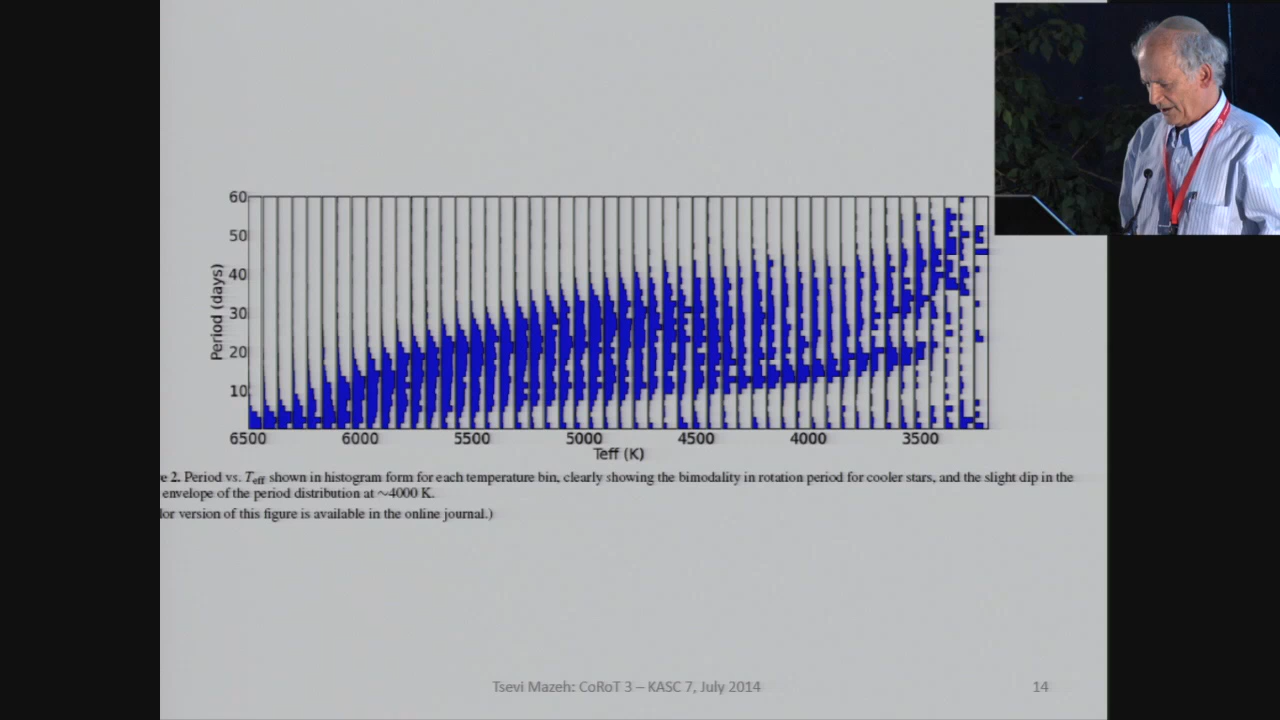 60
50
40
30
20
10
Period (days)
6500 6000 5500 5000 4500 4000 3500
Teff (K)
e 2. Period vs. Teff shown in histogram form for each temperature bin, clearly showing the bimodality in rotation period for cooler stars, and the slight dip in the
envelope of the period distribution at ~4000 K.
lor version of this figure is available in the online journal.)
Tsevi Mazeh: CoRoT 3 – KASC 7, July 2014 14